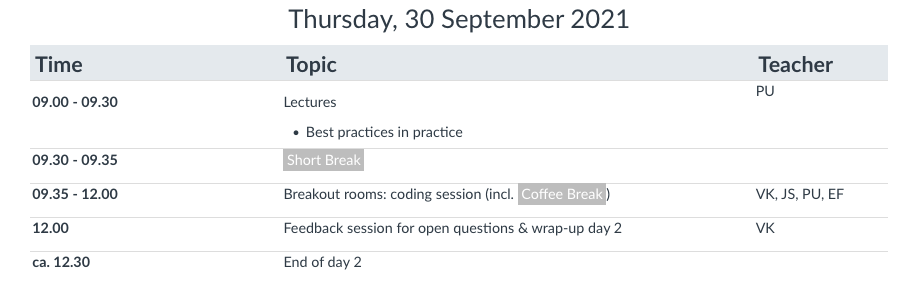 Thursday, 30 September 2021
Time Topic Teacher
09.00 - 09.30 Lectures PU
• Best practices in practice
09.30 - 09.35 Short Break
09.35 - 12.00 Breakout rooms: coding session (incl. Coffee Break) VK, JS, PU, EF
12.00 Feedback session for open questions & wrap-up day 2 VK
ca. 12.30 End of day 2